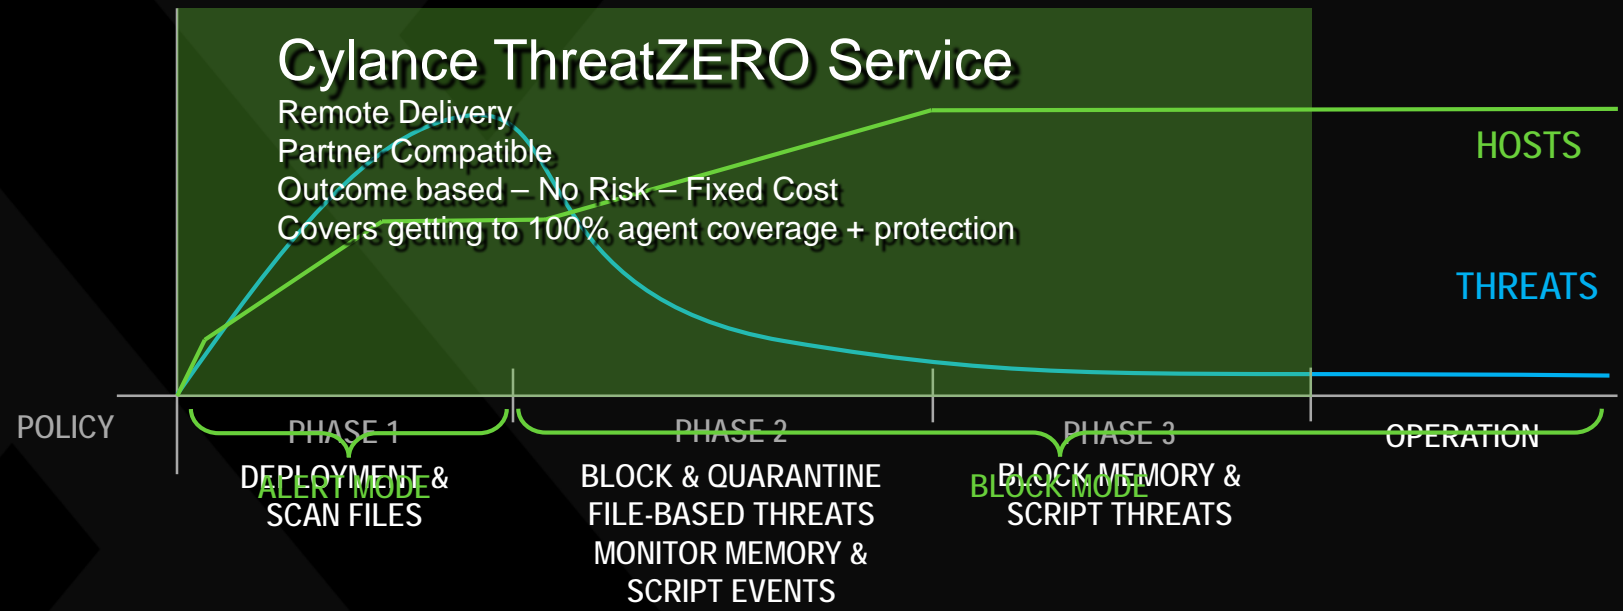 Cylance ThreatZERO Service
Remote Delivery
Partner Compatible
Outcome based – No Risk – Fixed Cost
Covers getting to 100% agent coverage + protection
HOSTS
THREATS
POLICY
PHASE 1
DEPLOYMENT &
SCAN FILES
ALERT MODE
PHASE 2
BLOCK & QUARANTINE
FILE-BASED THREATS
MONITOR MEMORY &
SCRIPT EVENTS
PHASE 3
BLOCK MEMORY &
SCRIPT THREATS
BLOCK MODE
OPERATION